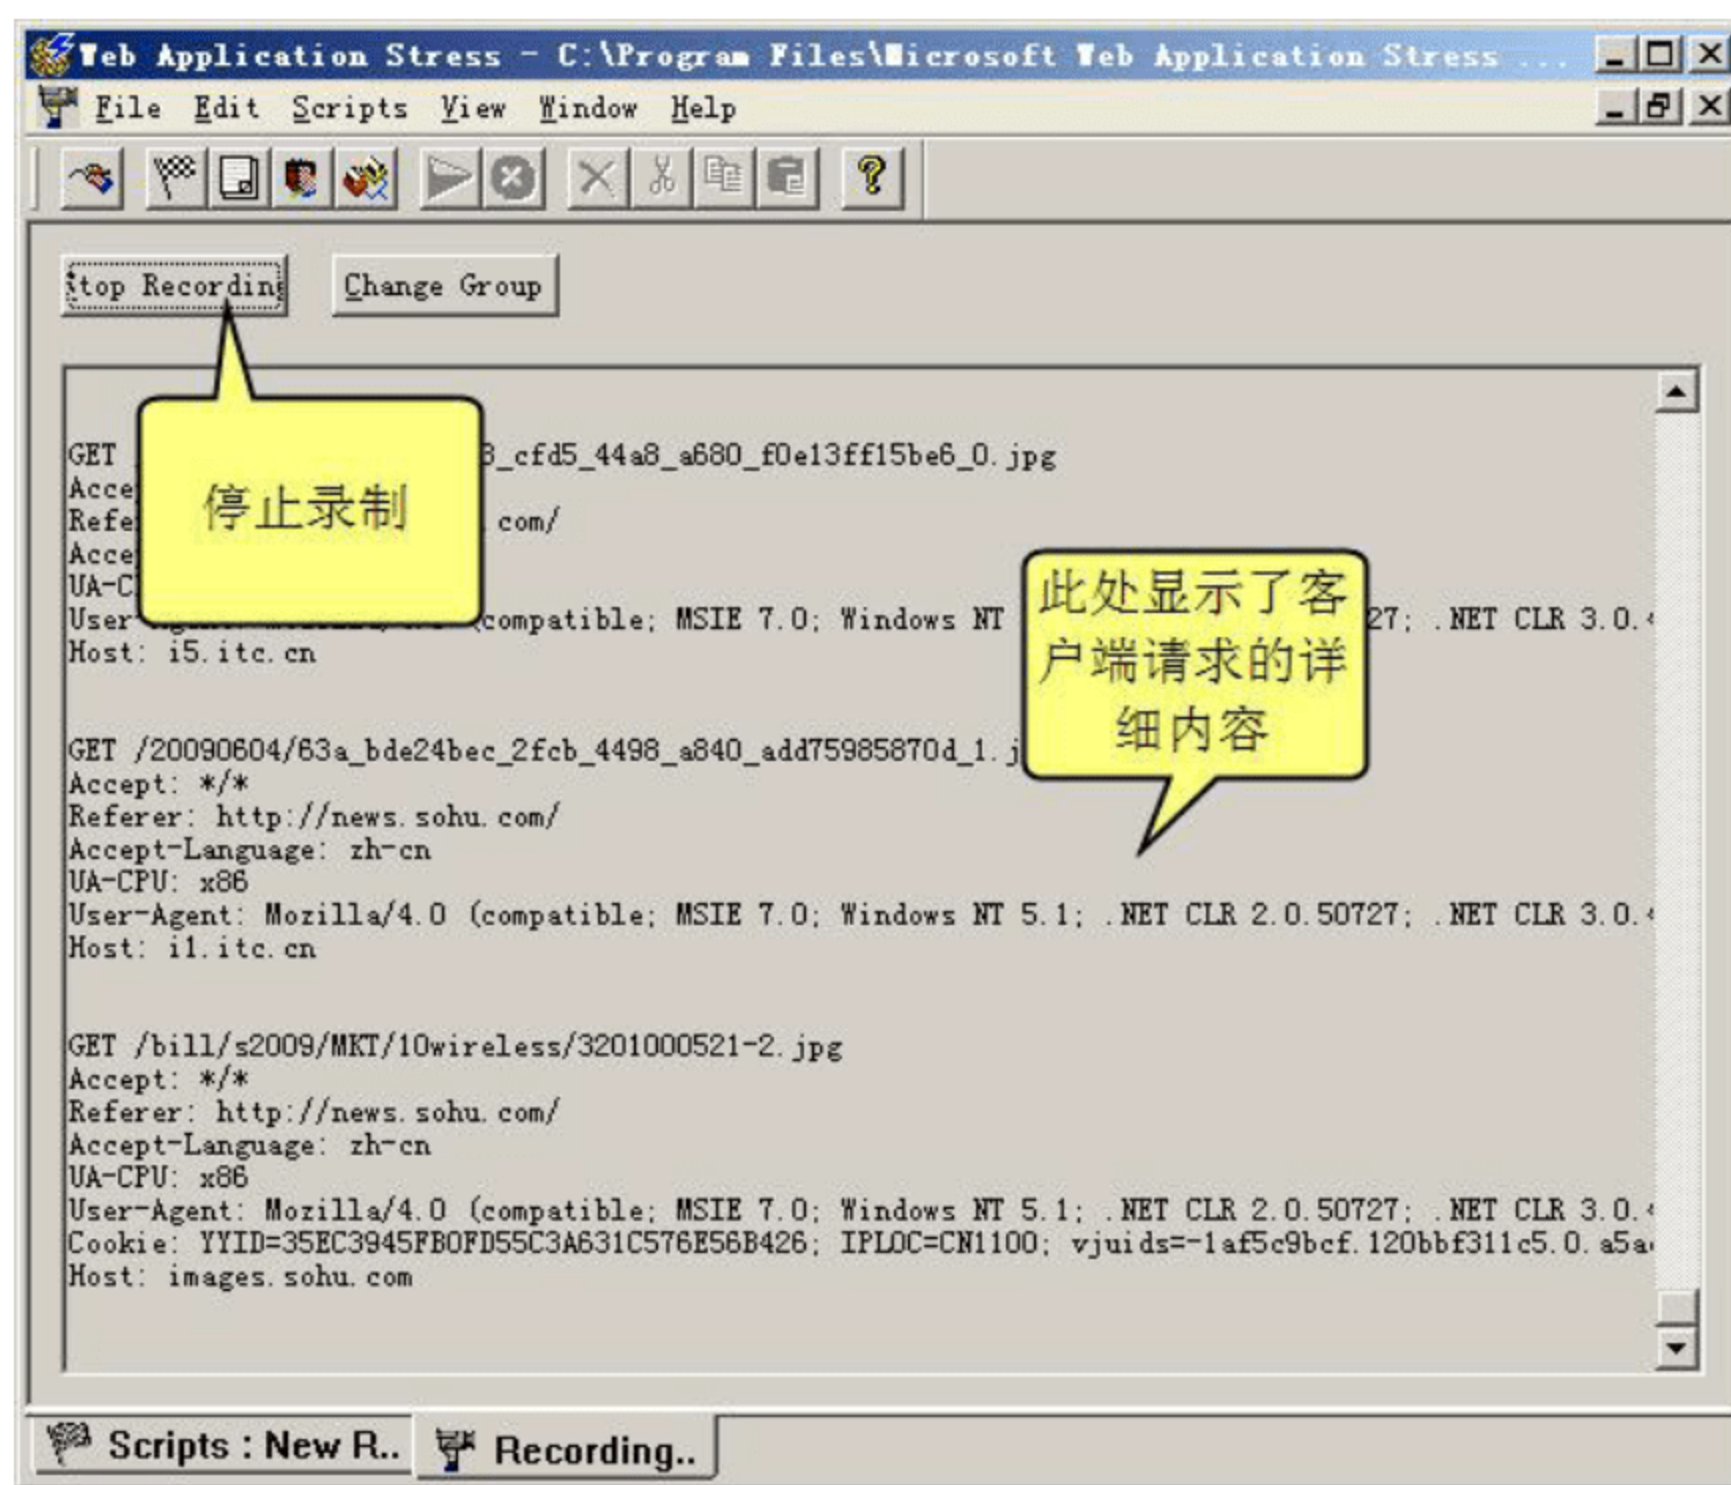 Web Application Stress - C:\Program Files\Microsoft Web Application Stress ...
File Edit Scripts View Window Help
Stop Recording Change Group
停止录制
GET 3_cfd5_44a8_a680_f0e13ff15be6_0.jpg
Acce
Refe .com/
Acce
UA-C
User (compatible; MSIE 7.0; Windows NT 27; .NET CLR 3.0.
Host: i5.itc.cn
此处显示了客
户端请求的详
细内容
GET /20090604/63a_bde24bec_2fcb_4498_a840_add75985870d_1.j
Accept: */*
Referer: http://news.sohu.com/
Accept-Language: zh-cn
UA-CPU: x86
User-Agent: Mozilla/4.0 (compatible; MSIE 7.0; Windows NT 5.1; .NET CLR 2.0.50727; .NET CLR 3.0.
Host: i1.itc.cn
GET /bill/s2009/MKT/10wireless/3201000521-2.jpg
Accept: */*
Referer: http://news.sohu.com/
Accept-Language: zh-cn
UA-CPU: x86
User-Agent: Mozilla/4.0 (compatible; MSIE 7.0; Windows NT 5.1; .NET CLR 2.0.50727; .NET CLR 3.0.
Cookie: YYID=35EC3945FB0FD55C3A631C576E56B426; IPLOC=CN1100; vjuids=-1af5c9bcf.120bbf311c5.0.a5a
Host: images.sohu.com
Scripts : New R.. Recording..